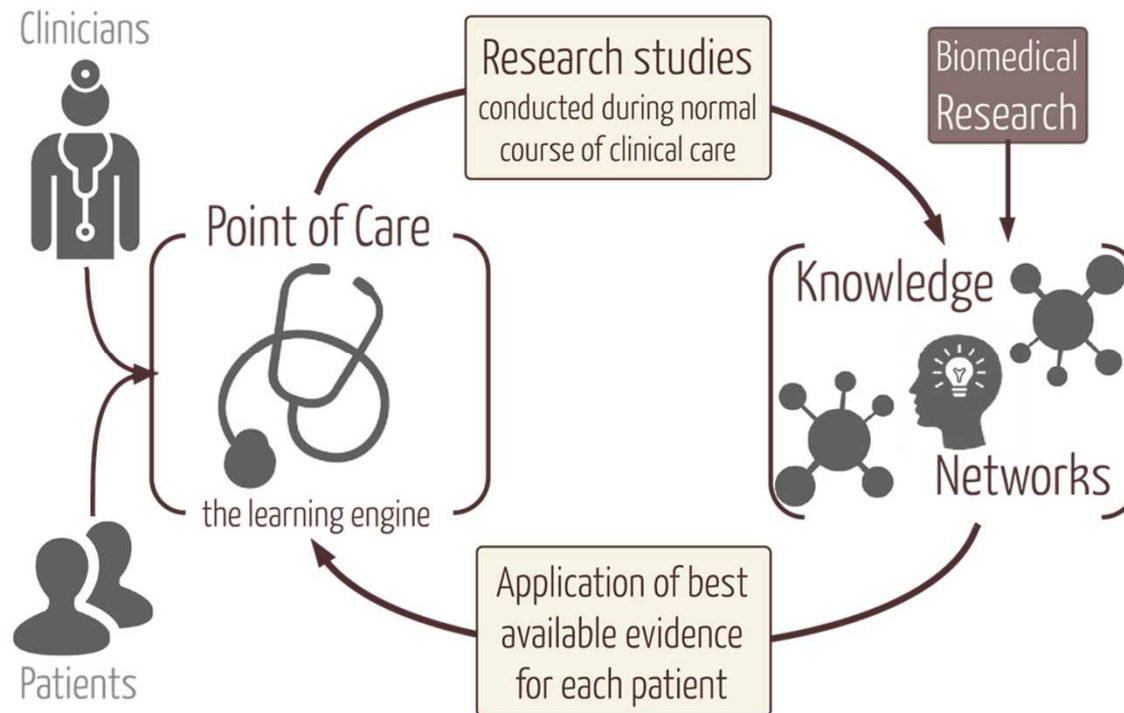 Clinicians
Research studies
conducted during normal
course of clinical care
Biomedical
Research
Point of Care
the learning engine
Knowledge
Networks
Application of best
available evidence
for each patient
Patients